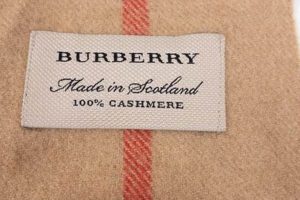 BURBERRY
Made in Scotland
100% CASHMERE